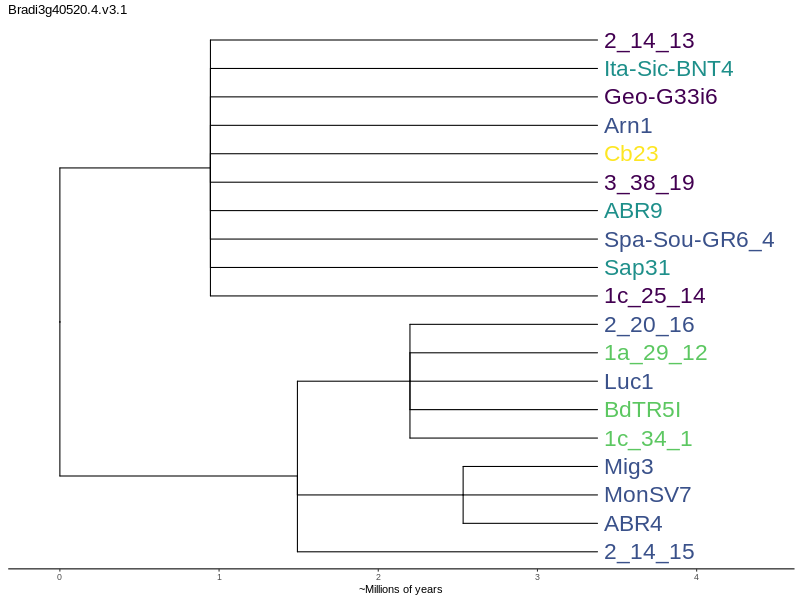 Bradi3g40520.4.v3.1
2_14_13
Ita-Sic-BNT4
Geo-G33i6
Arn1
Cb23
3_38_19
ABR9
Spa-Sou-GR6_4
Sap31
1c_25_14
2_20_16
1a_29_12
Luc1
BdTR5I
1c_34_1
Mig3
MonSV7
ABR4
2_14_15
0 1 2 3 4
~Millions of years